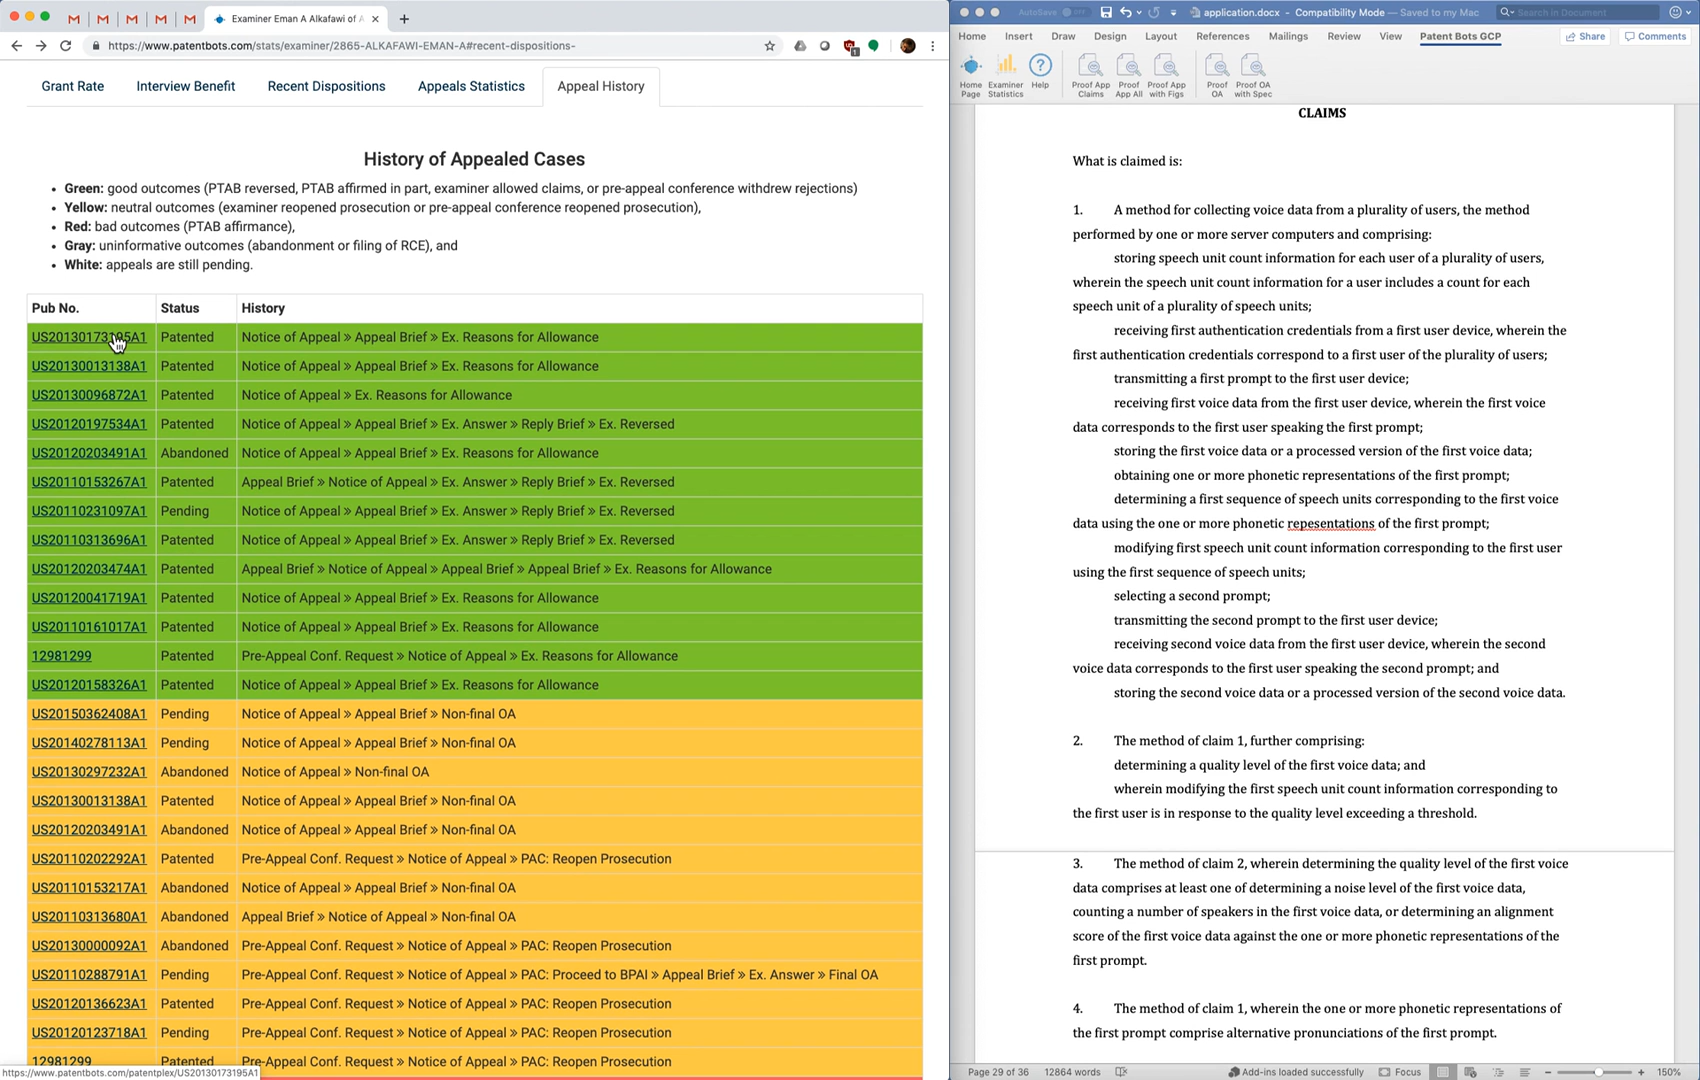 Examiner Eman A Alkafawi of A
https://www.patentbots.com/stats/examiner/2865-ALKAFAWI-EMAN-A#recent-dispositions-
Grant Rate
Interview Benefit
Recent Dispositions
Appeals Statistics
Appeal History
History of Appealed Cases
• Green: good outcomes (PTAB reversed, PTAB affirmed in part, examiner allowed claims, or pre-appeal conference withdrew rejections)
• Yellow: neutral outcomes (examiner reopened prosecution or pre-appeal conference reopened prosecution),
• Red: bad outcomes (PTAB affirmance),
• Gray: uninformative outcomes (abandonment or filing of RCE), and
• White: appeals are still pending.
Pub No. Status History
US20130173195A1 Patented Notice of Appeal » Appeal Brief » Ex. Reasons for Allowance
US20130013138A1 Patented Notice of Appeal » Appeal Brief » Ex. Reasons for Allowance
US20130096872A1 Patented Notice of Appeal » Ex. Reasons for Allowance
US20120197534A1 Patented Notice of Appeal » Appeal Brief » Ex. Answer » Reply Brief » Ex. Reversed
US20120203491A1 Abandoned Notice of Appeal » Appeal Brief » Ex. Reasons for Allowance
US20110153267A1 Patented Appeal Brief » Notice of Appeal » Ex. Answer » Reply Brief » Ex. Reversed
US20110231097A1 Pending Notice of Appeal » Appeal Brief » Ex. Answer » Reply Brief » Ex. Reversed
US20110313696A1 Patented Notice of Appeal » Appeal Brief » Ex. Answer » Reply Brief » Ex. Reversed
US20120203474A1 Patented Appeal Brief » Notice of Appeal » Appeal Brief » Appeal Brief » Ex. Reasons for Allowance
US20120041719A1 Patented Notice of Appeal » Appeal Brief » Ex. Reasons for Allowance
US20110161017A1 Patented Notice of Appeal » Appeal Brief » Ex. Reasons for Allowance
12981299 Patented Pre-Appeal Conf. Request » Notice of Appeal » Ex. Reasons for Allowance
US20120158326A1 Patented Notice of Appeal » Appeal Brief » Ex. Reasons for Allowance
US20150362408A1 Pending Notice of Appeal » Appeal Brief » Non-final OA
US20140278113A1 Pending Notice of Appeal » Appeal Brief » Non-final OA
US20130297232A1 Abandoned Notice of Appeal » Non-final OA
US20130013138A1 Patented Notice of Appeal » Appeal Brief » Non-final OA
US20120203491A1 Abandoned Notice of Appeal » Appeal Brief » Non-final OA
US20110202292A1 Patented Pre-Appeal Conf. Request » Notice of Appeal » PAC: Reopen Prosecution
US20110153217A1 Abandoned Notice of Appeal » Appeal Brief » Non-final OA
US20110313680A1 Abandoned Appeal Brief » Notice of Appeal » Non-final OA
US20130000092A1 Abandoned Pre-Appeal Conf. Request » Notice of Appeal » PAC: Reopen Prosecution
US20110288791A1 Pending Pre-Appeal Conf. Request » Notice of Appeal » PAC: Proceed to BPAI » Appeal Brief » Ex. Answer » Final OA
US20120136623A1 Patented Pre-Appeal Conf. Request » Notice of Appeal » PAC: Reopen Prosecution
US20120123718A1 Pending Pre-Appeal Conf. Request » Notice of Appeal » PAC: Reopen Prosecution
12981299 Patented Pre-Appeal Conf. Request » Notice of Appeal » PAC: Reopen Prosecution
https://www.patentbots.com/patentplex/US20130173195A1
AutoSave OFF application.docx - Compatibility Mode — Saved to my Mac Search in Document
Home Insert Draw Design Layout References Mailings Review View Patent Bots GCP Share Comments
Home Page
Examiner Statistics
Help
Proof App Claims
Proof App All
Proof App with Figs
Proof OA
Proof OA with Spec
CLAIMS
What is claimed is:
1. A method for collecting voice data from a plurality of users, the method
performed by one or more server computers and comprising:
storing speech unit count information for each user of a plurality of users,
wherein the speech unit count information for a user includes a count for each
speech unit of a plurality of speech units;
receiving first authentication credentials from a first user device, wherein the
first authentication credentials correspond to a first user of the plurality of users;
transmitting a first prompt to the first user device;
receiving first voice data from the first user device, wherein the first voice
data corresponds to the first user speaking the first prompt;
storing the first voice data or a processed version of the first voice data;
obtaining one or more phonetic representations of the first prompt;
determining a first sequence of speech units corresponding to the first voice
data using the one or more phonetic repesentations of the first prompt;
modifying first speech unit count information corresponding to the first user
using the first sequence of speech units;
selecting a second prompt;
transmitting the second prompt to the first user device;
receiving second voice data from the first user device, wherein the second
voice data corresponds to the first user speaking the second prompt; and
storing the second voice data or a processed version of the second voice data.
2. The method of claim 1, further comprising:
determining a quality level of the first voice data; and
wherein modifying the first speech unit count information corresponding to
the first user is in response to the quality level exceeding a threshold.
3. The method of claim 2, wherein determining the quality level of the first voice
data comprises at least one of determining a noise level of the first voice data,
counting a number of speakers in the first voice data, or determining an alignment
score of the first voice data against the one or more phonetic representations of the
first prompt.
4. The method of claim 1, wherein the one or more phonetic representations of
the first prompt comprise alternative pronunciations of the first prompt.
Page 29 of 36 12864 words Add-ins loaded successfully Focus 150%